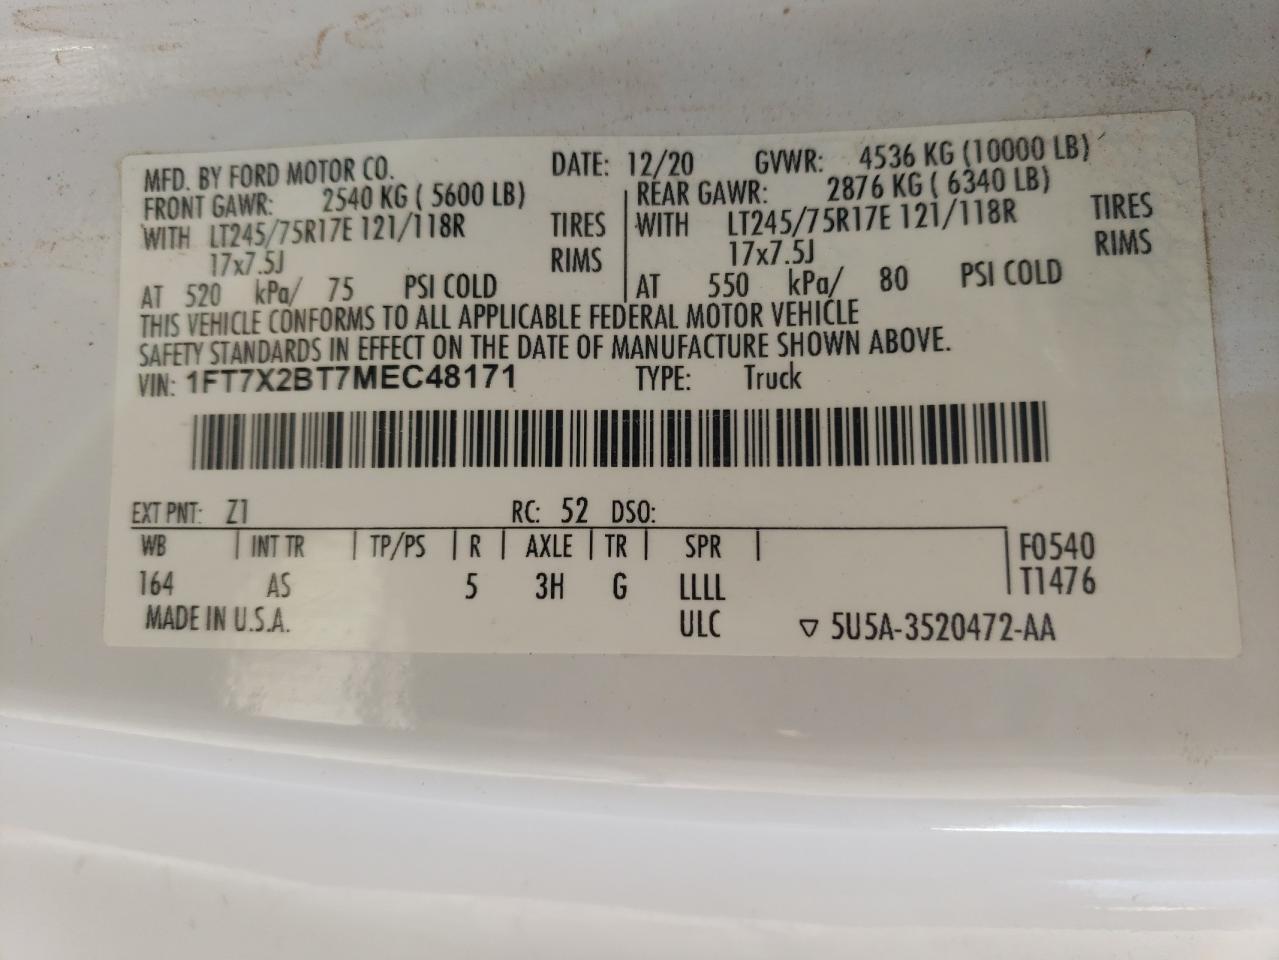 MFD. BY FORD MOTOR CO. DATE: 12/20 GVWR: 4536 KG (10000 LB)
FRONT GAWR: 2540 KG ( 5600 LB) REAR GAWR: 2876 KG ( 6340 LB)
WITH LT245/75R17E 121/118R TIRES WITH LT245/75R17E 121/118R TIRES
17x7.5J RIMS 17x7.5J RIMS
AT 520 kPa/ 75 PSI COLD AT 550 kPa/ 80 PSI COLD
THIS VEHICLE CONFORMS TO ALL APPLICABLE FEDERAL MOTOR VEHICLE
SAFETY STANDARDS IN EFFECT ON THE DATE OF MANUFACTURE SHOWN ABOVE.
VIN: 1FT7X2BT7MEC48171 TYPE: Truck
EXT PNT: Z1 RC: 52 DSO:
WB INT TR TP/PS R AXLE TR SPR F0540
164 AS 5 3H G LLLL T1476
MADE IN U.S.A. ULC ▽ 5U5A-3520472-AA